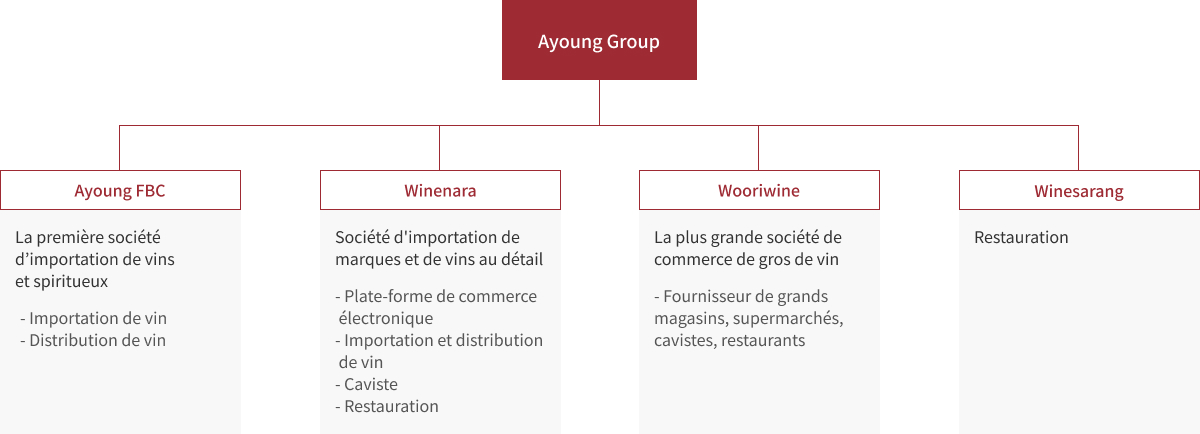 Ayoung Group
Ayoung FBC
La première société
d’importation de vins
et spiritueux
- Importation de vin
- Distribution de vin
Winenara
Société d'importation de
marques et de vins au détail
- Plate-forme de commerce
électronique
- Importation et distribution
de vin
- Caviste
- Restauration
Wooriwine
La plus grande société de
commerce de gros de vin
- Fournisseur de grands
magasins, supermarchés,
cavistes, restaurants
Winesarang
Restauration